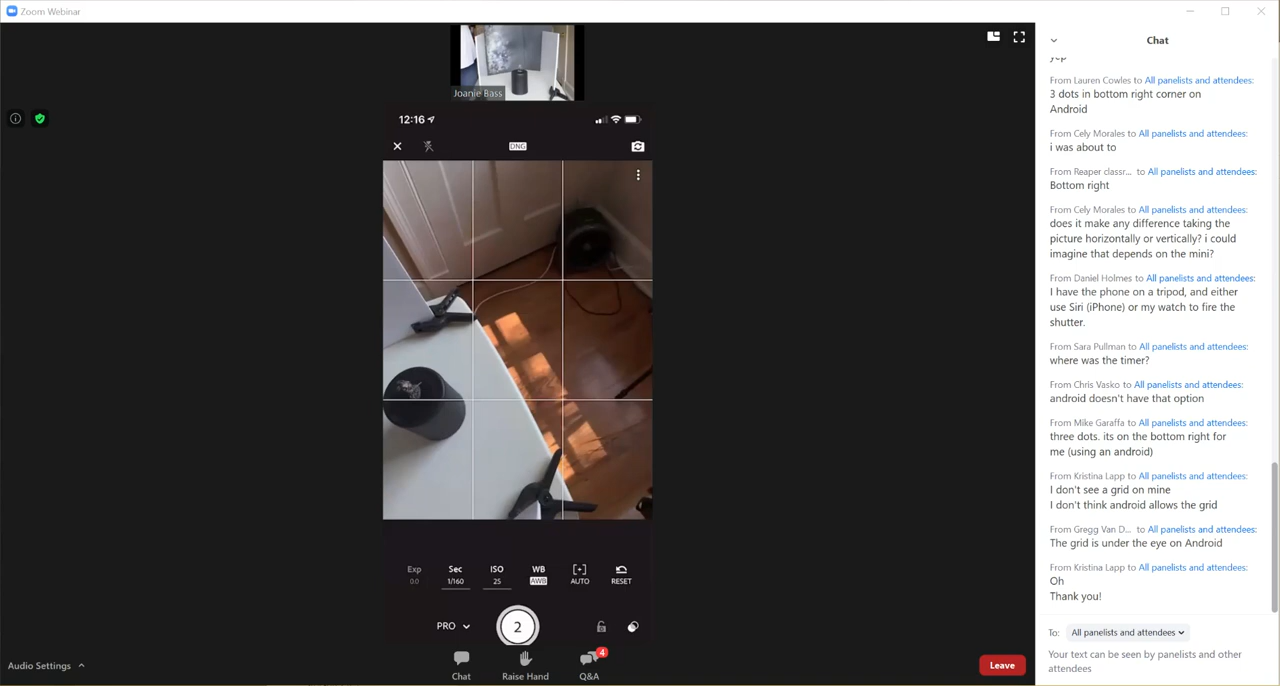 Zoom Webinar
Joanie Bass
12:16
DNG
Exp
0.0
Sec
1/160
ISO
25
WB
AWB
AUTO
RESET
PRO
2
Audio Settings
Chat
Raise Hand
4
Q&A
Leave
Chat
yep
From Lauren Cowles to All panelists and attendees:
3 dots in bottom right corner on
Android
From Cely Morales to All panelists and attendees:
i was about to
From Reaper classr... to All panelists and attendees:
Bottom right
From Cely Morales to All panelists and attendees:
does it make any difference taking the
picture horizontally or vertically? i could
imagine that depends on the mini?
From Daniel Holmes to All panelists and attendees:
I have the phone on a tripod, and either
use Siri (iPhone) or my watch to fire the
shutter.
From Sara Pullman to All panelists and attendees:
where was the timer?
From Chris Vasko to All panelists and attendees:
android doesn't have that option
From Mike Garaffa to All panelists and attendees:
three dots. its on the bottom right for
me (using an android)
From Kristina Lapp to All panelists and attendees:
I don't see a grid on mine
I don't think android allows the grid
From Gregg Van D... to All panelists and attendees:
The grid is under the eye on Android
From Kristina Lapp to All panelists and attendees:
Oh
Thank you!
To: All panelists and attendees
Your text can be seen by panelists and other
attendees